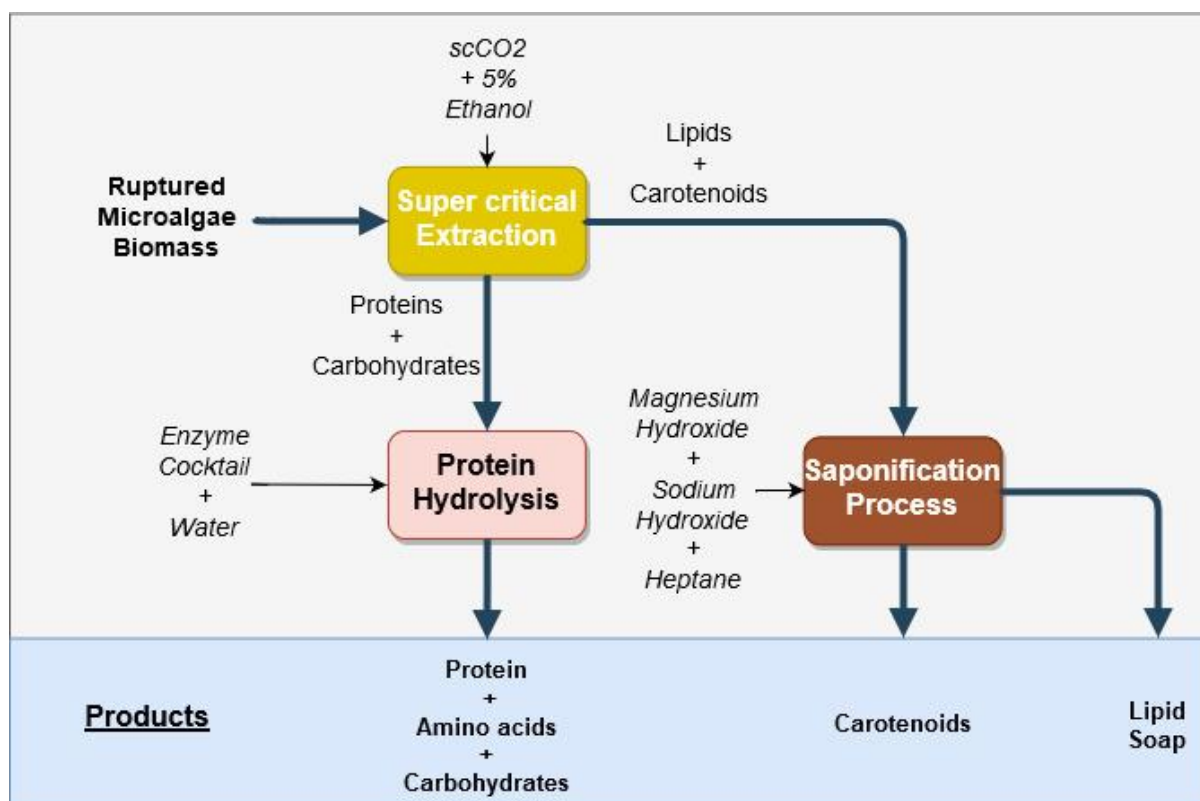 scCO2
+ 5%
Ethanol
Lipids
+
Carotenoids
Ruptured
Microalgae
Biomass
Super critical
Extraction
Proteins
+
Carbohydrates
Enzyme
Cocktail
+
Water
Protein
Hydrolysis
Magnesium
Hydroxide
+
Sodium
Hydroxide
+
Heptane
Saponification
Process
Products
Protein
+
Amino acids
+
Carbohydrates
Carotenoids
Lipid
Soap